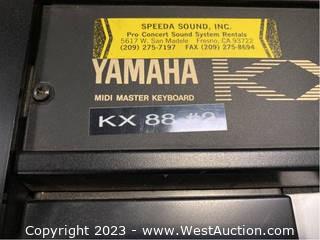 SPEEDA SOUND, INC.
Pro Concert Sound System Rentals
5617 W. San Madele Fresno, CA 93722
(209) 275-7197 FAX (209) 275-8694
YAMAHA KX
MIDI MASTER KEYBOARD
KX 88 #2
Copyright 2023 - www.WestAuction.com